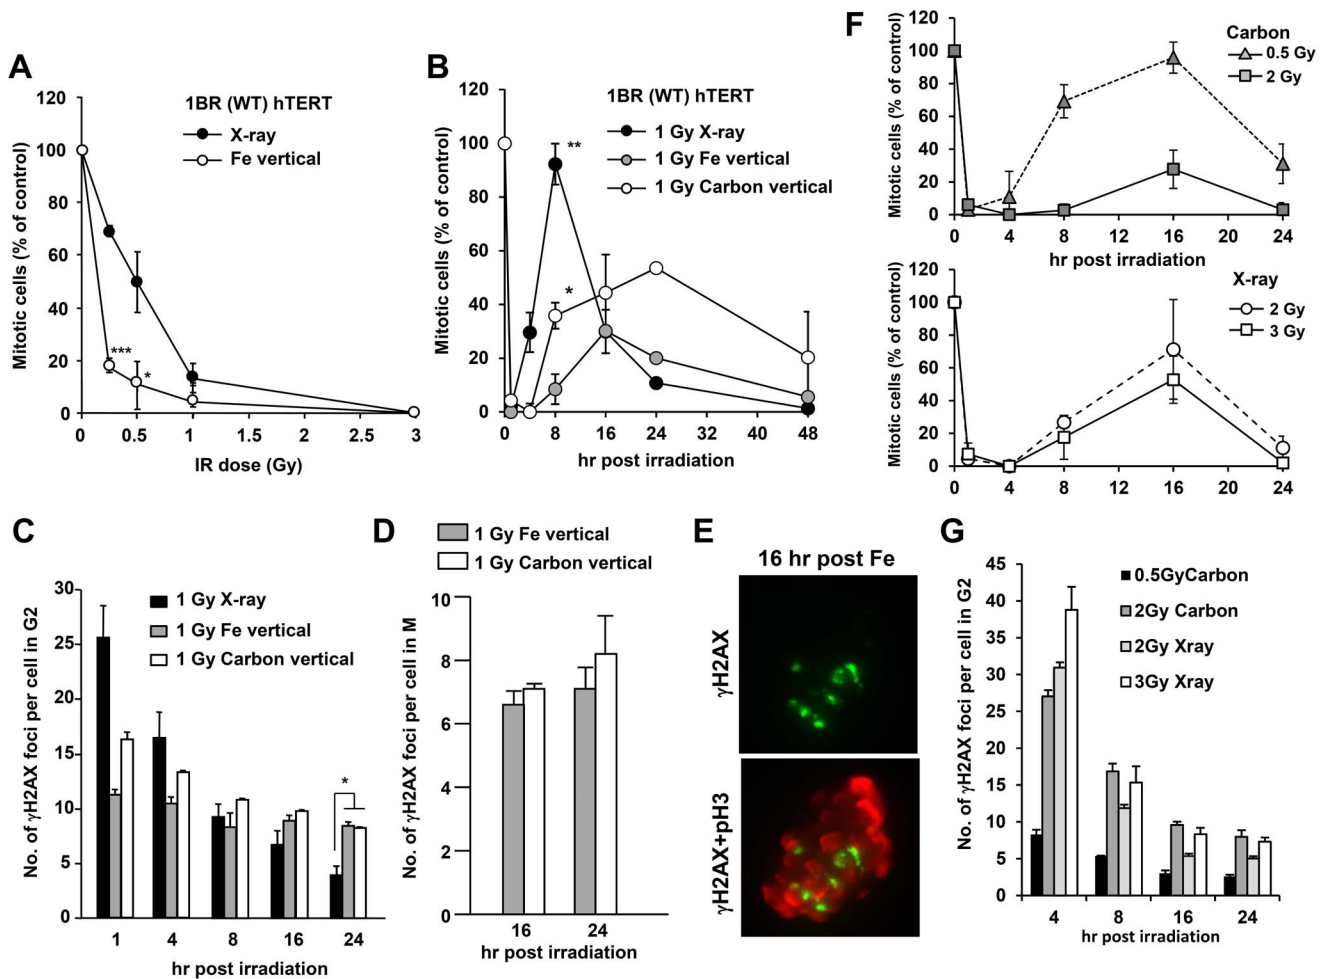 A
1BR (WT) hTERT
X-ray
Fe vertical
Mitotic cells (% of control)
120
100
80
60
40
20
0
***
*
0 0.5 1 1.5 2 2.5 3
IR dose (Gy)
B
1BR (WT) hTERT
1 Gy X-ray
1 Gy Fe vertical
1 Gy Carbon vertical
Mitotic cells (% of control)
120
100
80
60
40
20
0
**
*
0 8 16 24 32 40 48
hr post irradiation
F
Carbon
0.5 Gy
2 Gy
Mitotic cells (% of control)
120
100
80
60
40
20
0
0 4 8 12 16 20 24
hr post irradiation
X-ray
2 Gy
3 Gy
Mitotic cells (% of control)
120
100
80
60
40
20
0
0 4 8 12 16 20 24
C
1 Gy X-ray
1 Gy Fe vertical
1 Gy Carbon vertical
No. of γH2AX foci per cell in G2
30
25
20
15
10
5
0
*
1 4 8 16 24
hr post irradiation
D
1 Gy Fe vertical
1 Gy Carbon vertical
No. of γH2AX foci per cell in M
10
8
6
4
2
0
16 24
hr post irradiation
E
16 hr post Fe
γH2AX
γH2AX+pH3
G
0.5GyCarbon
2Gy Carbon
2Gy Xray
3Gy Xray
No. of γH2AX foci per cell in G2
45
40
35
30
25
20
15
10
5
0
4 8 16 24
hr post irradiation